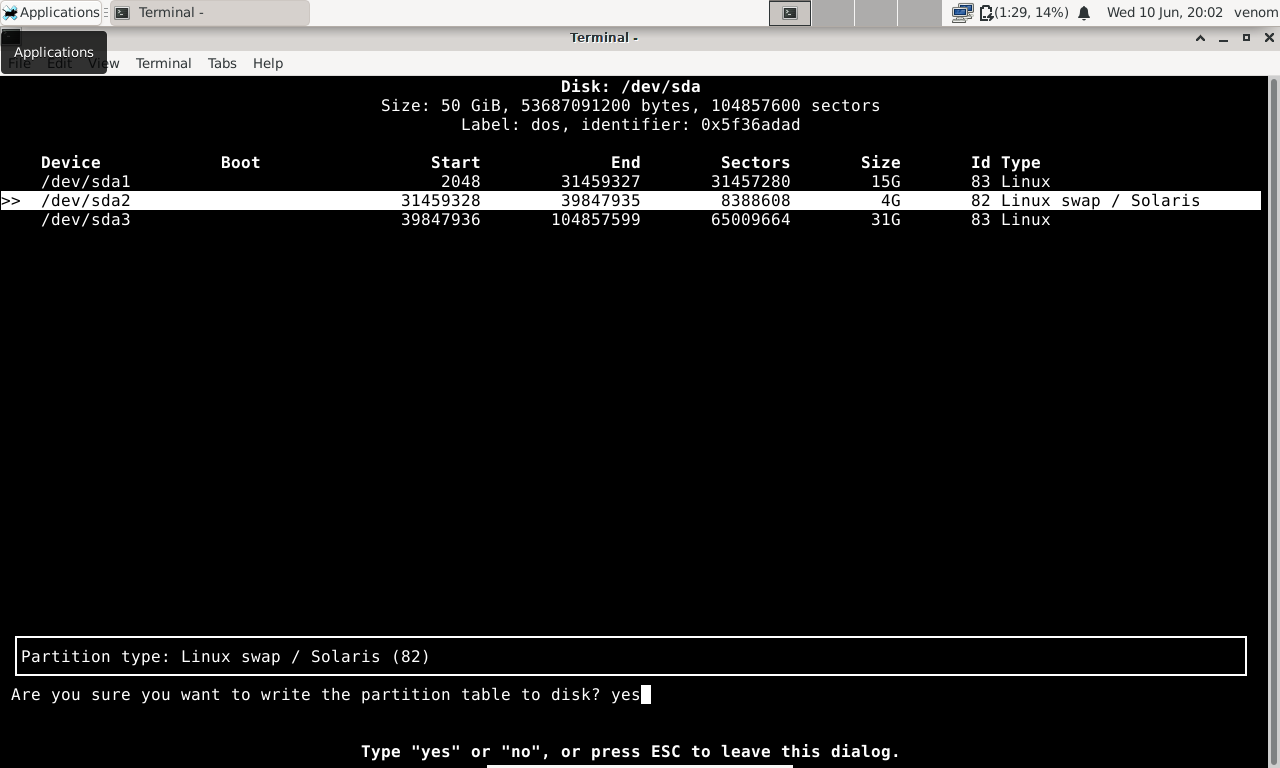 Applications Terminal - (1:29, 14%) Wed 10 Jun, 20:02 venom
Terminal -
Applications
File Edit View Terminal Tabs Help
Disk: /dev/sda
Size: 50 GiB, 53687091200 bytes, 104857600 sectors
Label: dos, identifier: 0x5f36adad
Device Boot Start End Sectors Size Id Type
/dev/sda1 2048 31459327 31457280 15G 83 Linux
>> /dev/sda2 31459328 39847935 8388608 4G 82 Linux swap / Solaris
/dev/sda3 39847936 104857599 65009664 31G 83 Linux
Partition type: Linux swap / Solaris (82)
Are you sure you want to write the partition table to disk? yes
Type "yes" or "no", or press ESC to leave this dialog.